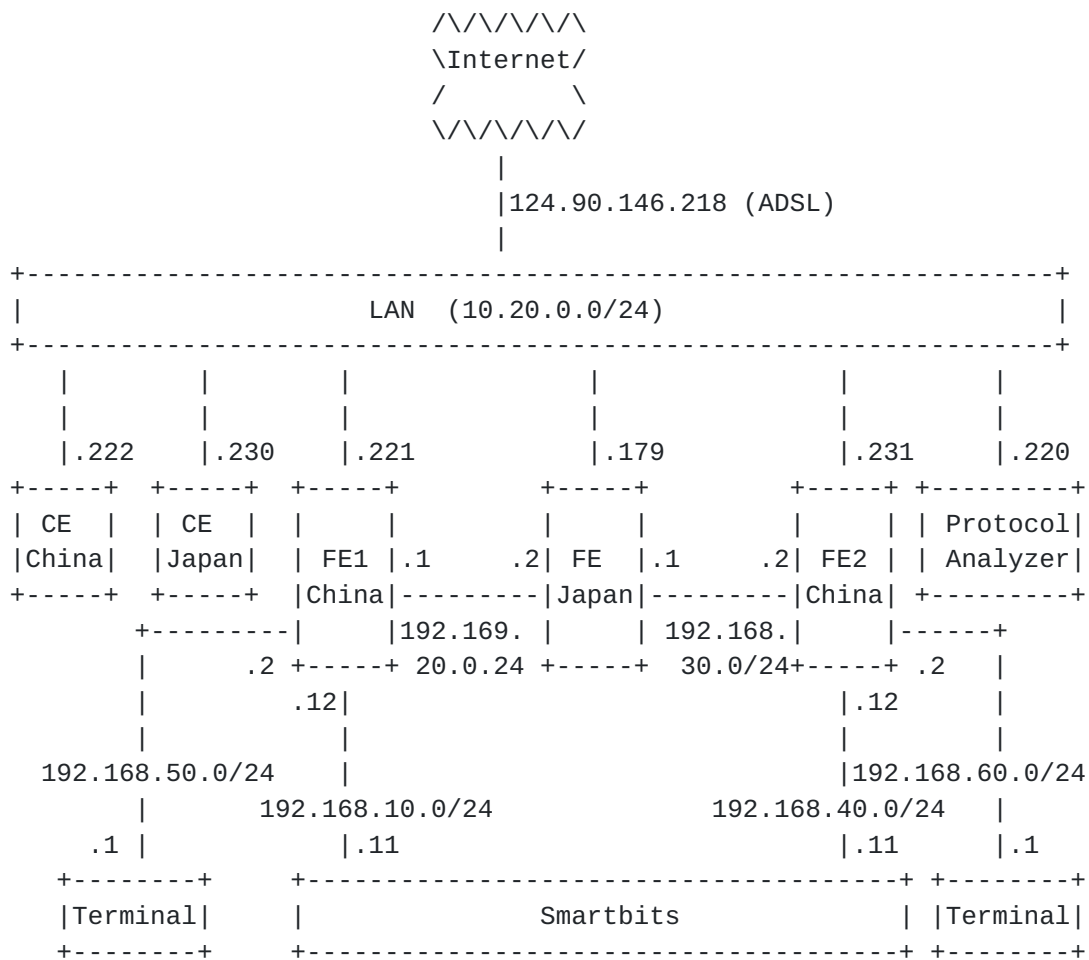 /\/\/\/\/\
\Internet/
/        \
\/\/\/\/\/
|
|124.90.146.218 (ADSL)
|
+------------------------------------------------------------------+
|                      LAN  (10.20.0.0/24)                         |
+------------------------------------------------------------------+
   |        |        |               |               |         |
   |        |        |               |               |         |
   |.222    |.230    |.221           |.179           |.231     |.220
+-----+  +-----+  +-----+         +-----+         +-----+ +---------+
| CE  |  | CE  |  |     |         |     |         |     | | Protocol|
|China|  |Japan|  | FE1 |.1     .2| FE  |.1     .2| FE2 | | Analyzer|
+-----+  +-----+  |China|---------|Japan|---------|China| +---------+
        +---------|     |192.169. |     | 192.168.|     |------+
        |      .2 +-----+ 20.0.24 +-----+  30.0/24+-----+ .2   |
        |         .12|                               |.12      |
        |            |                               |         |
  192.168.50.0/24    |                               |192.168.60.0/24
        |       192.168.10.0/24              192.168.40.0/24   |
     .1 |            |.11                            |.11      |.1
   +--------+     +--------------------------------------+ +--------+
   |Terminal|     |               Smartbits              | |Terminal|
   +--------+     +--------------------------------------+ +--------+